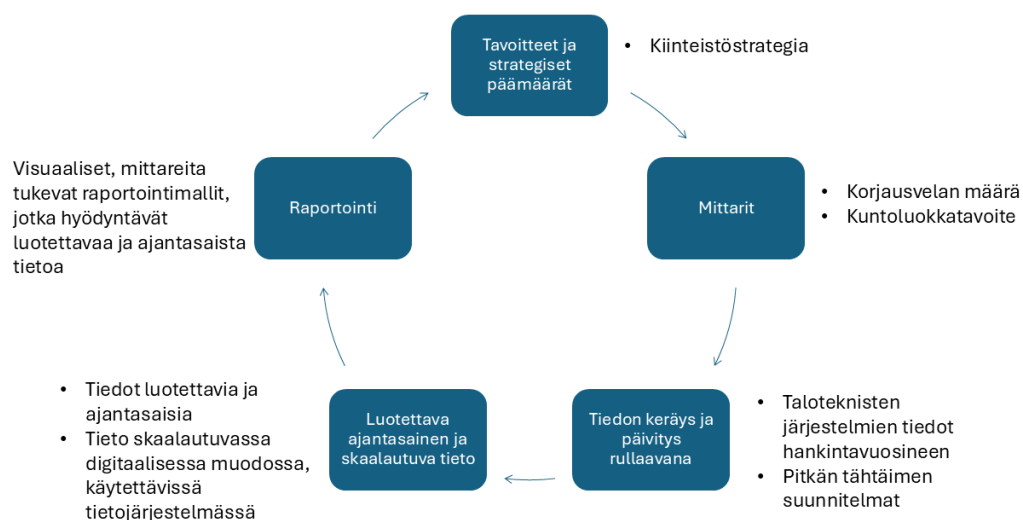 Tavoitteet ja
strategiset
päämäärät
• Kiinteistöstrategia
Mittarit
• Korjausvelan määrä
• Kuntoluokkatavoite
Tiedon keräys ja
päivitys
rullaavana
• Taloteknisten
järjestelmien tiedot
hankintavuosineen
• Pitkän tähtäimen
suunnitelmat
Luotettava
ajantasainen ja
skaalautuva tieto
• Tiedot luotettavia ja
ajantasaisia
• Tieto skaalautuvassa
digitaalisessa muodossa,
käytettävissä
tietojärjestelmässä
Raportointi
Visuaaliset, mittareita
tukevat raportointimallit,
jotka hyödyntävät
luotettavaa ja ajantasaista
tietoa